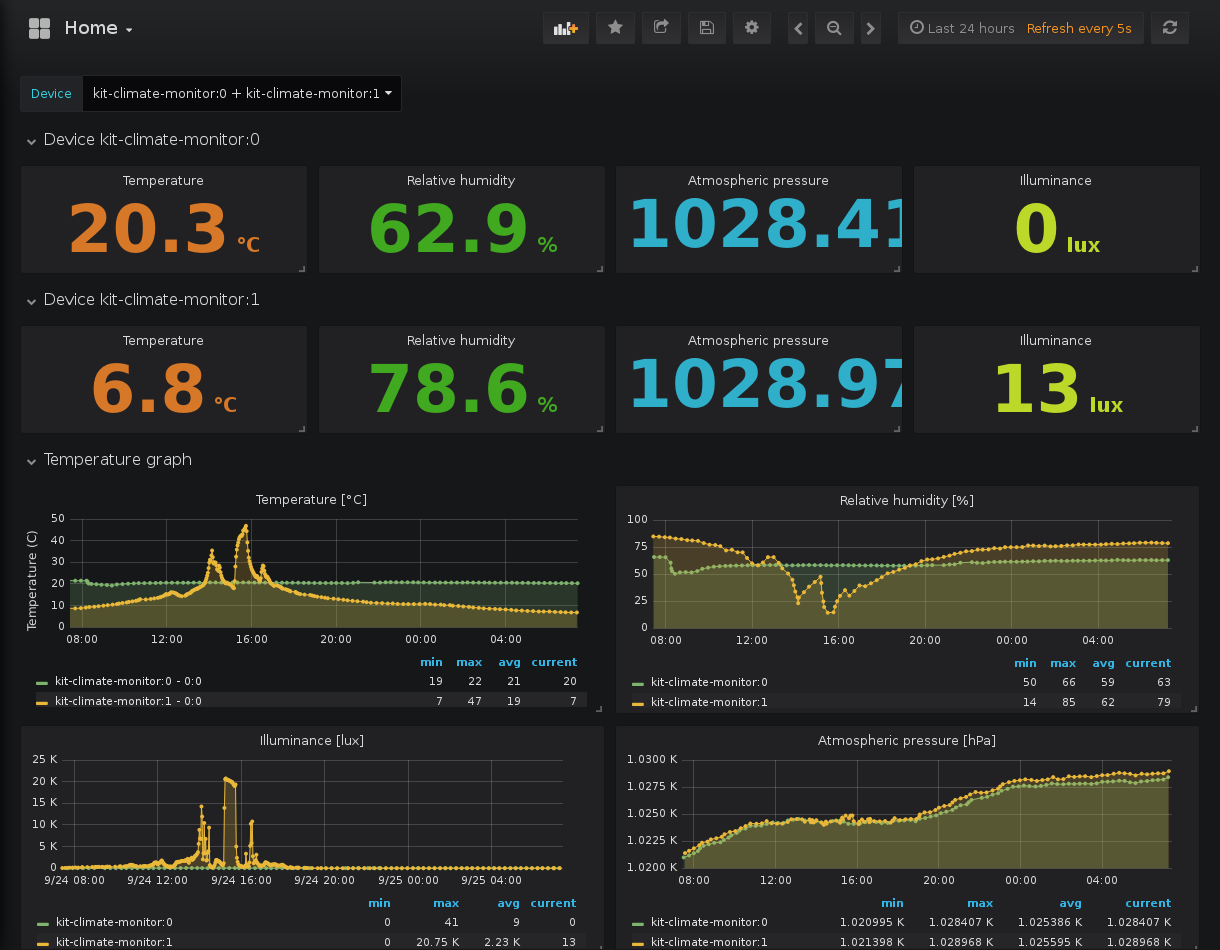 Home
Last 24 hours Refresh every 5s
Device kit-climate-monitor:0 + kit-climate-monitor:1
Device kit-climate-monitor:0
Temperature Relative humidity Atmospheric pressure Illuminance
20.3 °C 62.9 % 1028.41 0 lux
Device kit-climate-monitor:1
Temperature Relative humidity Atmospheric pressure Illuminance
6.8 °C 78.6 % 1028.97 13 lux
Temperature graph
Temperature [°C]
Temperature (C)
50
40
30
20
10
0
08:00 12:00 16:00 20:00 00:00 04:00
min max avg current
kit-climate-monitor:0 - 0:0 19 22 21 20
kit-climate-monitor:1 - 0:0 7 47 19 7
Relative humidity [%]
100
75
50
25
0
08:00 12:00 16:00 20:00 00:00 04:00
min max avg current
kit-climate-monitor:0 50 66 59 63
kit-climate-monitor:1 14 85 62 79
Illuminance [lux]
25 K
20 K
15 K
10 K
5 K
0
9/24 08:00 9/24 12:00 9/24 16:00 9/24 20:00 9/25 00:00 9/25 04:00
min max avg current
kit-climate-monitor:0 0 41 9 0
kit-climate-monitor:1 0 20.75 K 2.23 K 13
Atmospheric pressure [hPa]
1.0300 K
1.0275 K
1.0250 K
1.0225 K
1.0200 K
08:00 12:00 16:00 20:00 00:00 04:00
min max avg current
kit-climate-monitor:0 1.020995 K 1.028407 K 1.025386 K 1.028407 K
kit-climate-monitor:1 1.021398 K 1.028968 K 1.025595 K 1.028968 K